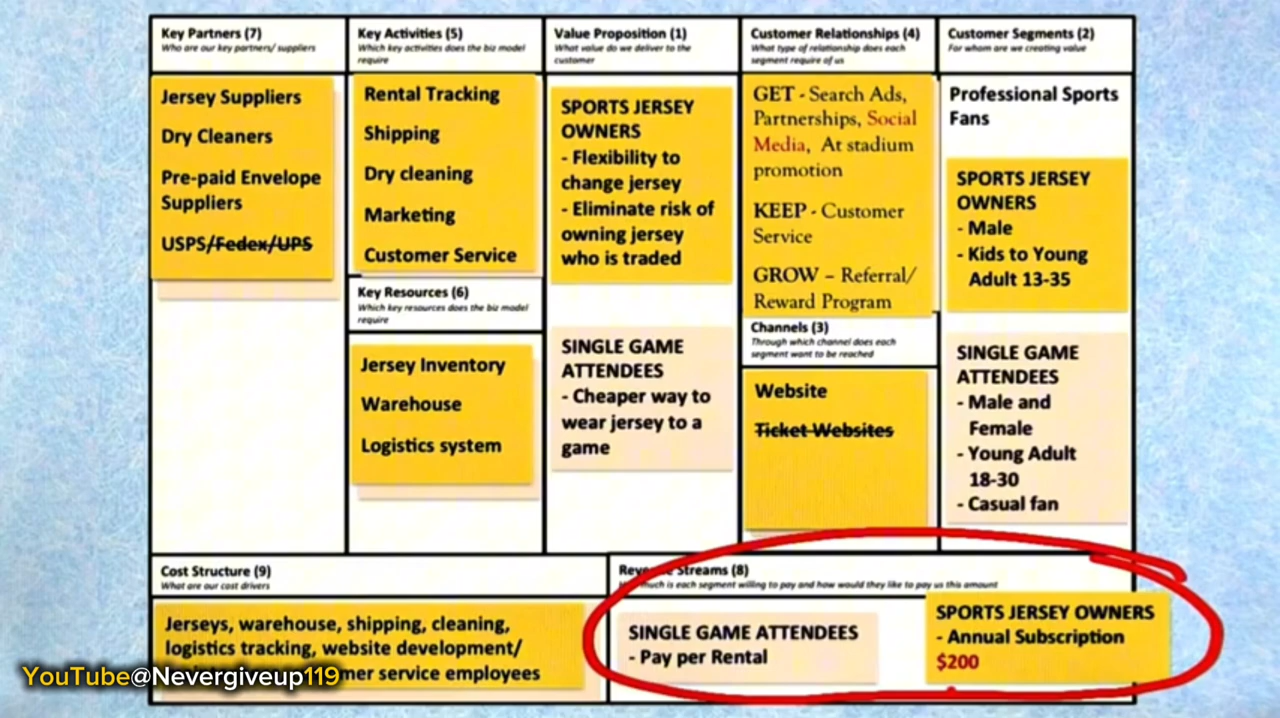 Key Partners (7)
Who are our key partners/ suppliers
Jersey Suppliers
Dry Cleaners
Pre-paid Envelope
Suppliers
USPS/Fedex/UPS
Key Activities (5)
Which key activities does the biz model
require
Rental Tracking
Shipping
Dry cleaning
Marketing
Customer Service
Key Resources (6)
Which key resources does the biz model
require
Jersey Inventory
Warehouse
Logistics system
Value Proposition (1)
What value do we deliver to the
customer
SPORTS JERSEY
OWNERS
- Flexibility to
change jersey
- Eliminate risk of
owning jersey
who is traded
SINGLE GAME
ATTENDEES
- Cheaper way to
wear jersey to a
game
Customer Relationships (4)
What type of relationship does each
segment require of us
GET - Search Ads,
Partnerships, Social
Media, At stadium
promotion
KEEP - Customer
Service
GROW – Referral/
Reward Program
Channels (3)
Through which channel does each
segment want to be reached
Website
Ticket Websites
Customer Segments (2)
For whom are we creating value
Professional Sports
Fans
SPORTS JERSEY
OWNERS
- Male
- Kids to Young
Adult 13-35
SINGLE GAME
ATTENDEES
- Male and
Female
- Young Adult
18-30
- Casual fan
Cost Structure (9)
What are our cost drivers
Jerseys, warehouse, shipping, cleaning,
logistics tracking, website development/
service employees
Revenue Streams (8)
much is each segment willing to pay and how would they like to pay us this amount
SINGLE GAME ATTENDEES
- Pay per Rental
SPORTS JERSEY OWNERS
- Annual Subscription
$200
YouTube@Nevergiveup119